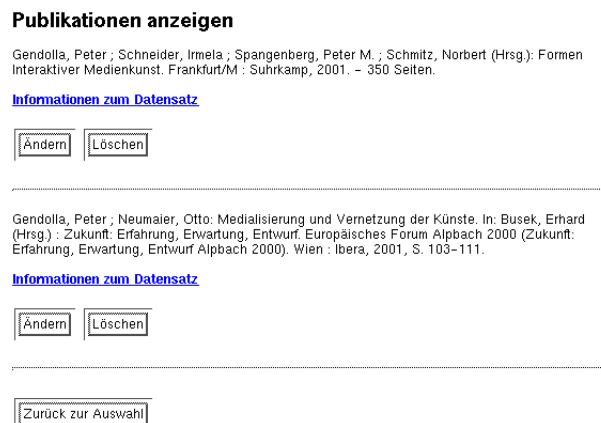 Publikationen anzeigen
Gendolla, Peter ; Schneider, Irmela ; Spangenberg, Peter M. ; Schmitz, Norbert (Hrsg.): Formen
Interaktiver Medienkunst. Frankfurt/M : Suhrkamp, 2001. – 350 Seiten.
Informationen zum Datensatz
Ändern Löschen
Gendolla, Peter ; Neumaier, Otto: Medialisierung und Vernetzung der Künste. In: Busek, Erhard
(Hrsg.) : Zukunft: Erfahrung, Erwartung, Entwurf. Europäisches Forum Alpbach 2000 (Zukunft:
Erfahrung, Erwartung, Entwurf Alpbach 2000). Wien : Ibera, 2001, S. 103–111.
Informationen zum Datensatz
Ändern Löschen
Zurück zur Auswahl